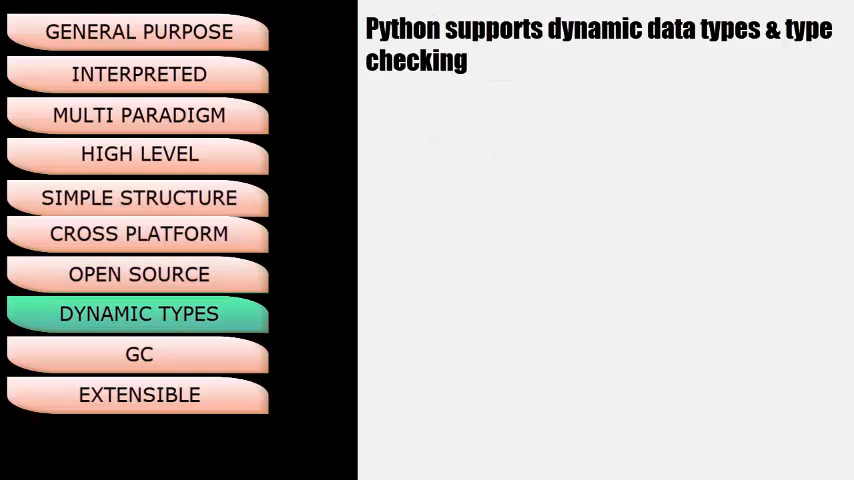 GENERAL PURPOSE
INTERPRETED
MULTI PARADIGM
HIGH LEVEL
SIMPLE STRUCTURE
CROSS PLATFORM
OPEN SOURCE
DYNAMIC TYPES
GC
EXTENSIBLE
Python supports dynamic data types & type
checking